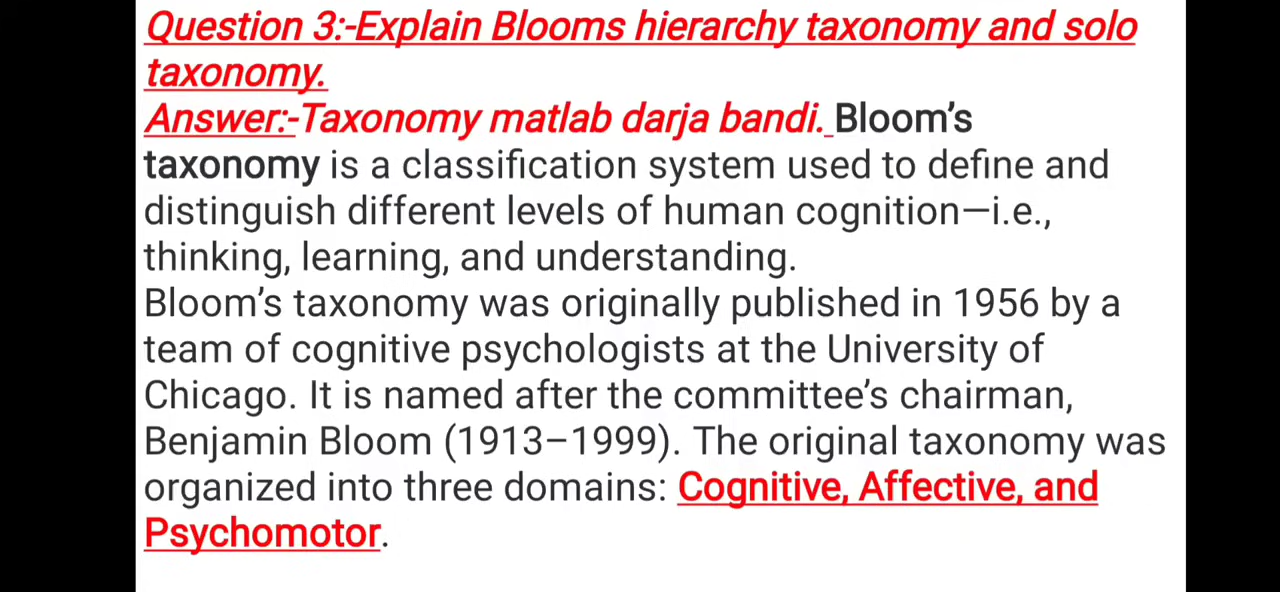 Question 3:-Explain Blooms hierarchy taxonomy and solo
taxonomy.
Answer:-Taxonomy matlab darja bandi. Bloom’s
taxonomy is a classification system used to define and
distinguish different levels of human cognition—i.e.,
thinking, learning, and understanding.
Bloom’s taxonomy was originally published in 1956 by a
team of cognitive psychologists at the University of
Chicago. It is named after the committee’s chairman,
Benjamin Bloom (1913–1999). The original taxonomy was
organized into three domains: Cognitive, Affective, and
Psychomotor.